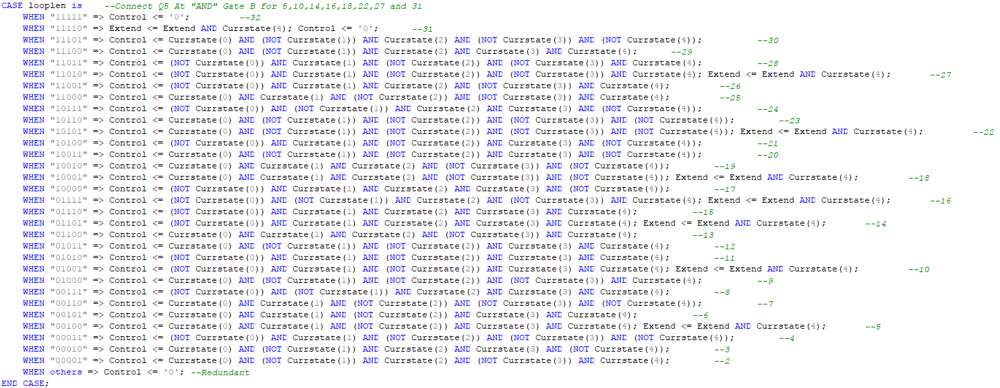 CASE looplen is    --Connect Q5 At "AND" Gate B for 5,10,14,16,18,22,27 and 31
    WHEN "11111" => Control <= '0';         --32
    WHEN "11110" => Extend <= Extend AND Currstate(4); Control <= '0';      --31
    WHEN "11101" => Control <= Currstate(0) AND (NOT Currstate(1)) AND Currstate(2) AND (NOT Currstate(3)) AND (NOT Currstate(4));          --30
    WHEN "11100" => Control <= Currstate(0) AND (NOT Currstate(1)) AND Currstate(2) AND Currstate(3) AND Currstate(4);      --29
    WHEN "11011" => Control <= (NOT Currstate(0)) AND Currstate(1) AND (NOT Currstate(2)) AND (NOT Currstate(3)) AND Currstate(4);          --28
    WHEN "11010" => Control <= (NOT Currstate(0)) AND Currstate(1) AND (NOT Currstate(2)) AND (NOT Currstate(3)) AND Currstate(4); Extend <= Extend AND Currstate(4);       --27
    WHEN "11001" => Control <= (NOT Currstate(0)) AND Currstate(1) AND Currstate(2) AND (NOT Currstate(3)) AND Currstate(4);         --26
    WHEN "11000" => Control <= Currstate(0) AND Currstate(1) AND (NOT Currstate(2)) AND (NOT Currstate(3)) AND Currstate(4);         --25
    WHEN "10111" => Control <= (NOT Currstate(0)) AND (NOT Currstate(1)) AND Currstate(2) AND Currstate(3) AND (NOT Currstate(4));          --24
    WHEN "10110" => Control <= Currstate(0) AND (NOT Currstate(1)) AND (NOT Currstate(2)) AND (NOT Currstate(3)) AND (NOT Currstate(4));        --23
    WHEN "10101" => Control <= Currstate(0) AND (NOT Currstate(1)) AND (NOT Currstate(2)) AND (NOT Currstate(3)) AND (NOT Currstate(4)); Extend <= Extend AND Currstate(4);         --22
    WHEN "10100" => Control <= (NOT Currstate(0)) AND Currstate(1) AND (NOT Currstate(2)) AND Currstate(3) AND (NOT Currstate(4));          --21
    WHEN "10011" => Control <= Currstate(0) AND (NOT Currstate(1)) AND (NOT Currstate(2)) AND Currstate(3) AND (NOT Currstate(4));          --20
    WHEN "10010" => Control <= Currstate(0) AND Currstate(1) AND Currstate(2) AND (NOT Currstate(3)) AND (NOT Currstate(4));        --19
    WHEN "10001" => Control <= Currstate(0) AND Currstate(1) AND Currstate(2) AND (NOT Currstate(3)) AND (NOT Currstate(4)); Extend <= Extend AND Currstate(4);         --18
    WHEN "10000" => Control <= (NOT Currstate(0)) AND Currstate(1) AND Currstate(2) AND Currstate(3) AND (NOT Currstate(4));        --17
    WHEN "01111" => Control <= (NOT Currstate(0)) AND (NOT Currstate(1)) AND Currstate(2) AND (NOT Currstate(3)) AND Currstate(4); Extend <= Extend AND Currstate(4);       --16
    WHEN "01110" => Control <= (NOT Currstate(0)) AND Currstate(1) AND Currstate(2) AND Currstate(3) AND Currstate(4);          --15
    WHEN "01101" => Control <= (NOT Currstate(0)) AND Currstate(1) AND Currstate(2) AND Currstate(3) AND Currstate(4); Extend <= Extend AND Currstate(4);       --14
    WHEN "01100" => Control <= Currstate(0) AND Currstate(1) AND Currstate(2) AND (NOT Currstate(3)) AND Currstate(4);          --13
    WHEN "01011" => Control <= Currstate(0) AND (NOT Currstate(1)) AND (NOT Currstate(2)) AND Currstate(3) AND Currstate(4);        --12
    WHEN "01010" => Control <= (NOT Currstate(0)) AND Currstate(1) AND (NOT Currstate(2)) AND Currstate(3) AND Currstate(4);        --11
    WHEN "01001" => Control <= (NOT Currstate(0)) AND Currstate(1) AND (NOT Currstate(2)) AND Currstate(3) AND Currstate(4); Extend <= Extend AND Currstate(4);         --10
    WHEN "01000" => Control <= Currstate(0) AND (NOT Currstate(1)) AND (NOT Currstate(2)) AND (NOT Currstate(3)) AND Currstate(4);          --9
    WHEN "00111" => Control <= (NOT Currstate(0)) AND (NOT Currstate(1)) AND Currstate(2) AND Currstate(3) AND Currstate(4);        --8
    WHEN "00110" => Control <= Currstate(0) AND Currstate(1) AND (NOT Currstate(2)) AND (NOT Currstate(3)) AND (NOT Currstate(4));          --7
    WHEN "00101" => Control <= Currstate(0) AND Currstate(1) AND (NOT Currstate(2)) AND Currstate(3) AND Currstate(4);          --6
    WHEN "00100" => Control <= Currstate(0) AND Currstate(1) AND (NOT Currstate(2)) AND Currstate(3) AND Currstate(4); Extend <= Extend AND Currstate(4);       --5
    WHEN "00011" => Control <= (NOT Currstate(0)) AND Currstate(1) AND (NOT Currstate(2)) AND (NOT Currstate(3)) AND (NOT Currstate(4));        --4
    WHEN "00010" => Control <= Currstate(0) AND (NOT Currstate(1)) AND Currstate(2) AND Currstate(3) AND (NOT Currstate(4));        --3
    WHEN "00001" => Control <= Currstate(0) AND (NOT Currstate(1)) AND Currstate(2) AND (NOT Currstate(3)) AND Currstate(4);        --2
    WHEN others => Control <= '0'; --Redundant
END CASE;